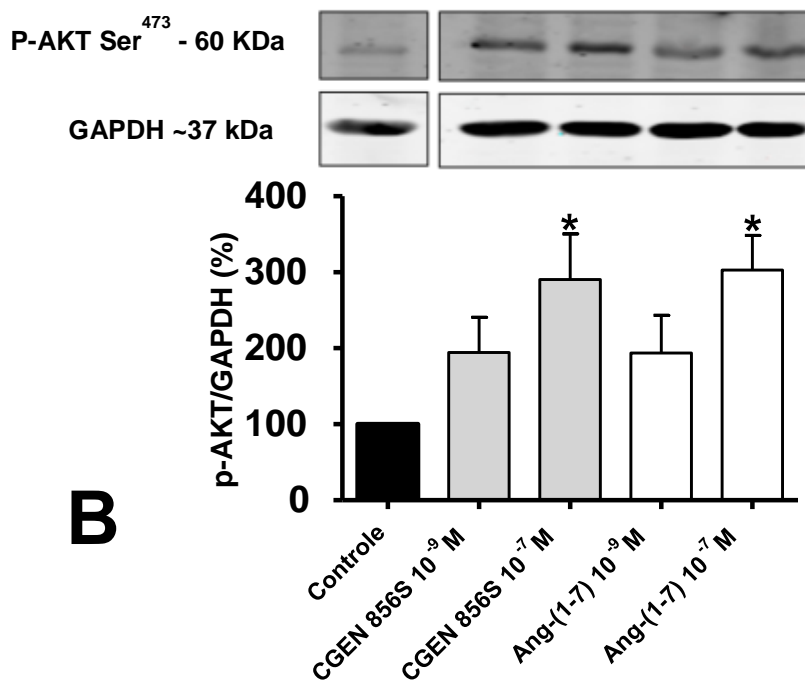 P-AKT Ser473 - 60 KDa
GAPDH ~37 kDa
400
300
200
100
0
p-AKT/GAPDH (%)
*
*
B
Controle
CGEN 856S 10-9 M
CGEN 856S 10-7 M
Ang-(1-7) 10-9 M
Ang-(1-7) 10-7 M